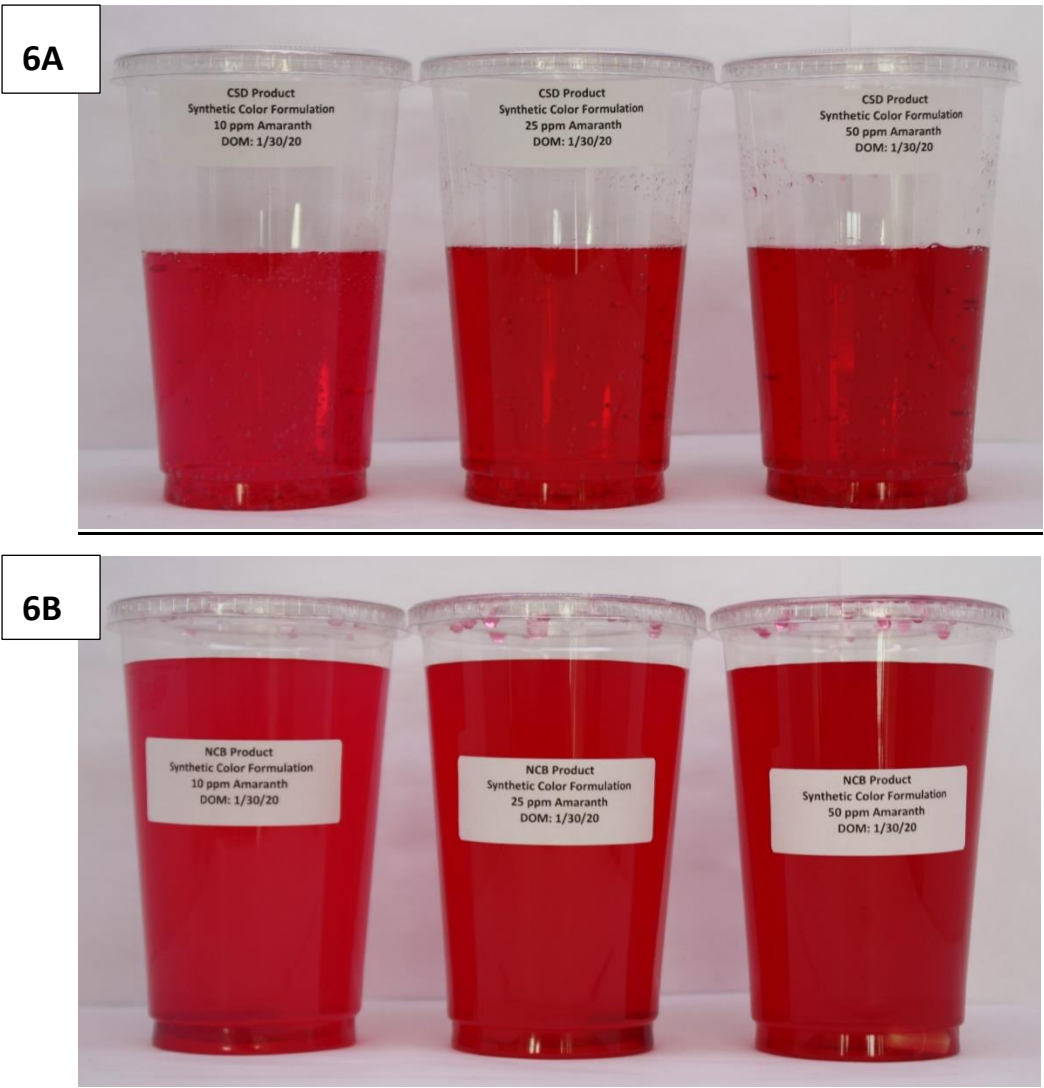 6A
CSD Product
Synthetic Color Formulation
10 ppm Amaranth
DOM: 1/30/20
CSD Product
Synthetic Color Formulation
25 ppm Amaranth
DOM: 1/30/20
CSD Product
Synthetic Color Formulation
50 ppm Amaranth
DOM: 1/30/20
6B
NCB Product
Synthetic Color Formulation
10 ppm Amaranth
DOM: 1/30/20
NCB Product
Synthetic Color Formulation
25 ppm Amaranth
DOM: 1/30/20
NCB Product
Synthetic Color Formulation
50 ppm Amaranth
DOM: 1/30/20